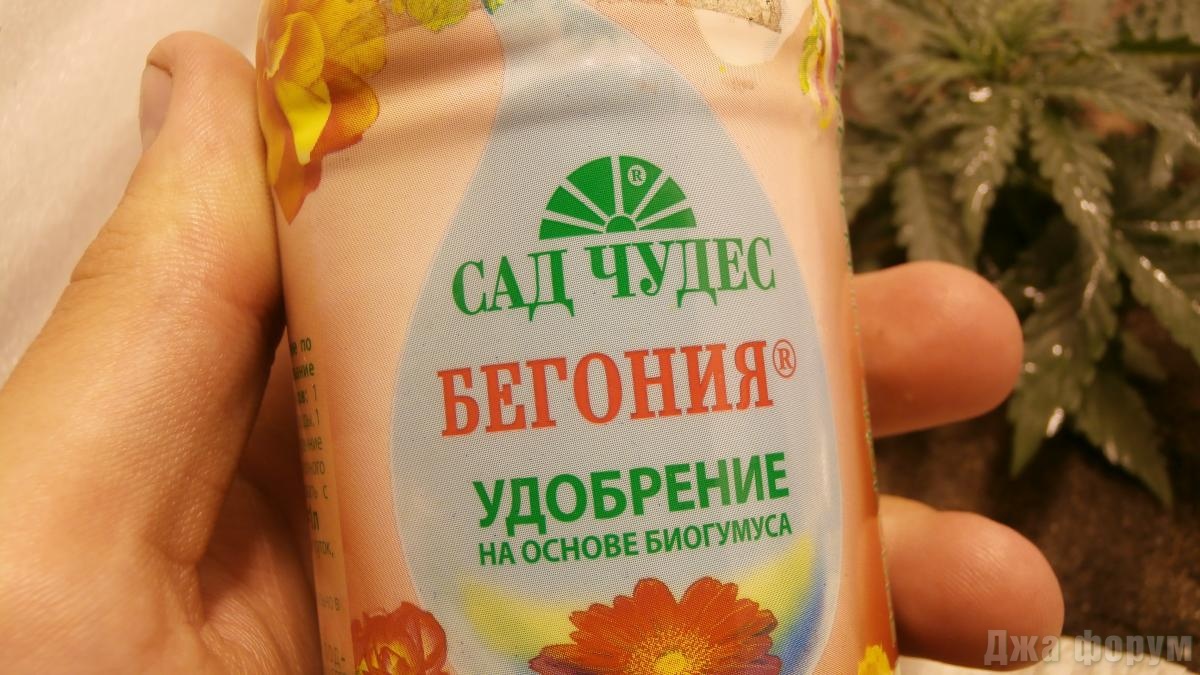 САД ЧУДЕС
БЕГОНИЯ®
УДОБРЕНИЕ
НА ОСНОВЕ БИОГУМУСА
Джа форум